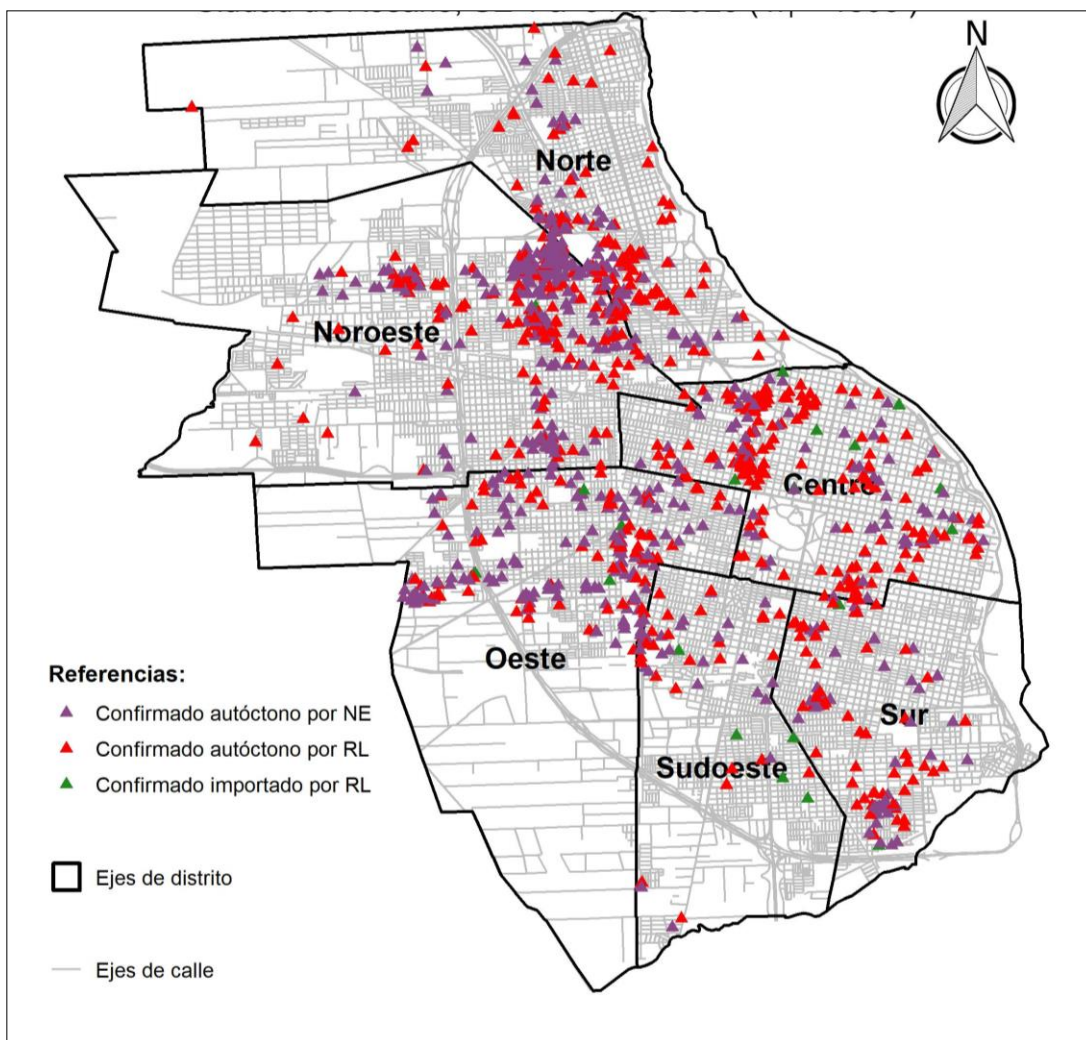 N
Norte
Noroeste
Centro
Oeste
Sur
Sudoeste
Referencias:
Confirmado autóctono por NE
Confirmado autóctono por RL
Confirmado importado por RL
Ejes de distrito
Ejes de calle